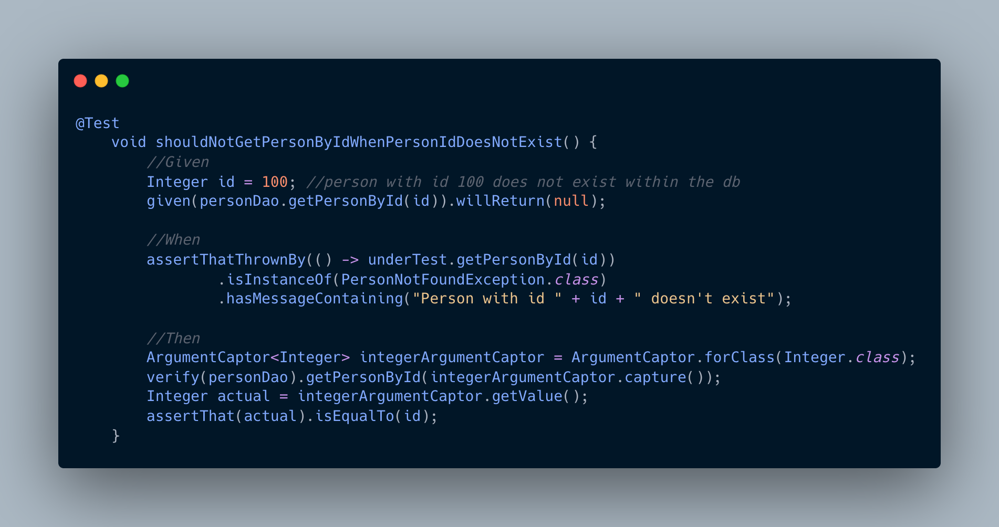 @Test
    void shouldNotGetPersonByIdWhenPersonIdDoesNotExist() {
        //Given
        Integer id = 100; //person with id 100 does not exist within the db
        given(personDao.getPersonById(id)).willReturn(null);

        //When
        assertThatThrownBy(() -> underTest.getPersonById(id))
                .isInstanceOf(PersonNotFoundException.class)
                .hasMessageContaining("Person with id " + id + " doesn't exist");

        //Then
        ArgumentCaptor<Integer> integerArgumentCaptor = ArgumentCaptor.forClass(Integer.class);
        verify(personDao).getPersonById(integerArgumentCaptor.capture());
        Integer actual = integerArgumentCaptor.getValue();
        assertThat(actual).isEqualTo(id);
    }